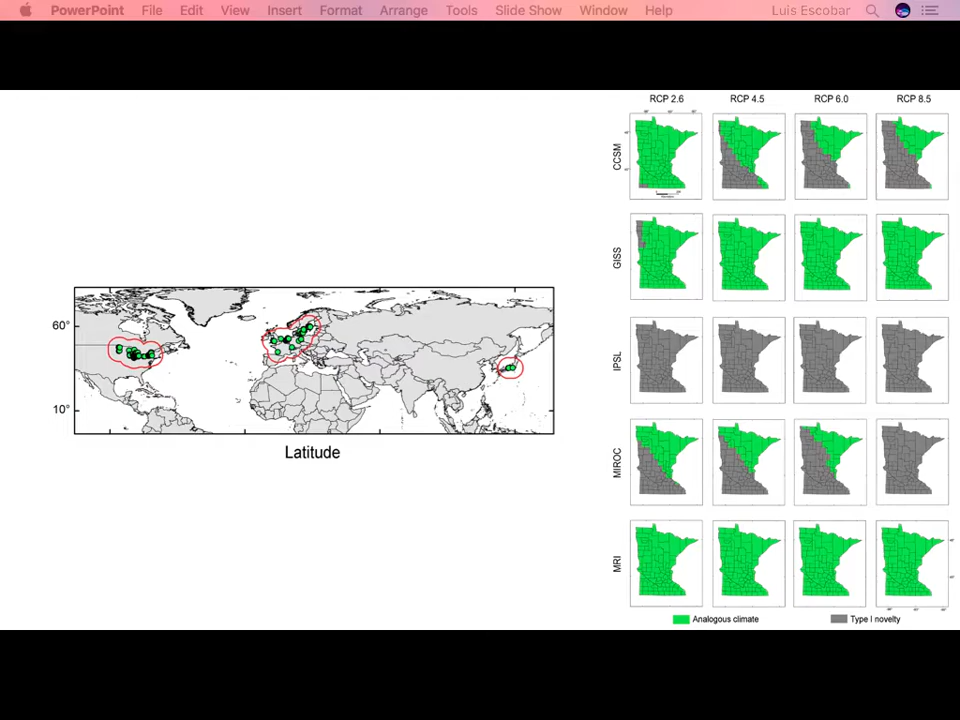 PowerPoint File Edit View Insert Format Arrange Tools Slide Show Window Help Luis Escobar
RCP 2.6 RCP 4.5 RCP 6.0 RCP 8.5
CCSM
GISS
60°
IPSL
10°
Latitude
MIROC
MRI
Analogous climate Type I novelty